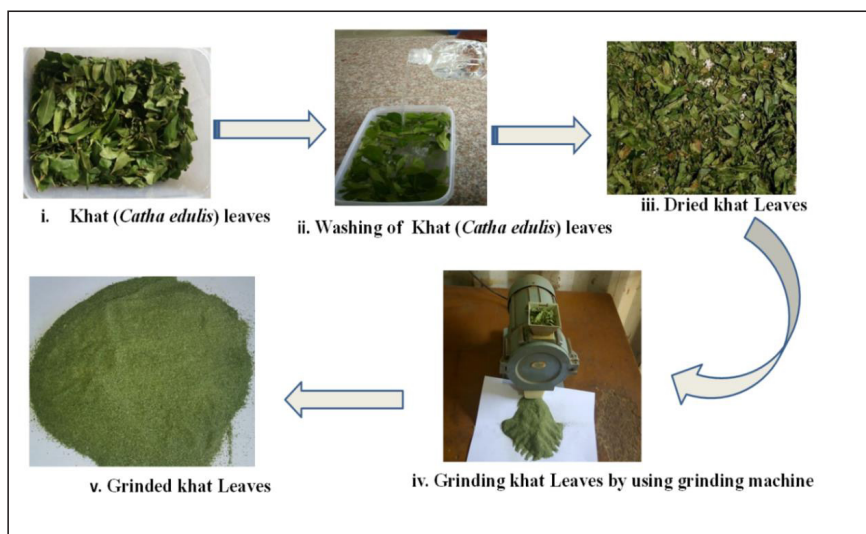 i. Khat (Catha edulis) leaves
ii. Washing of Khat (Catha edulis) leaves
iii. Dried khat Leaves
iv. Grinding khat Leaves by using grinding machine
v. Grinded khat Leaves